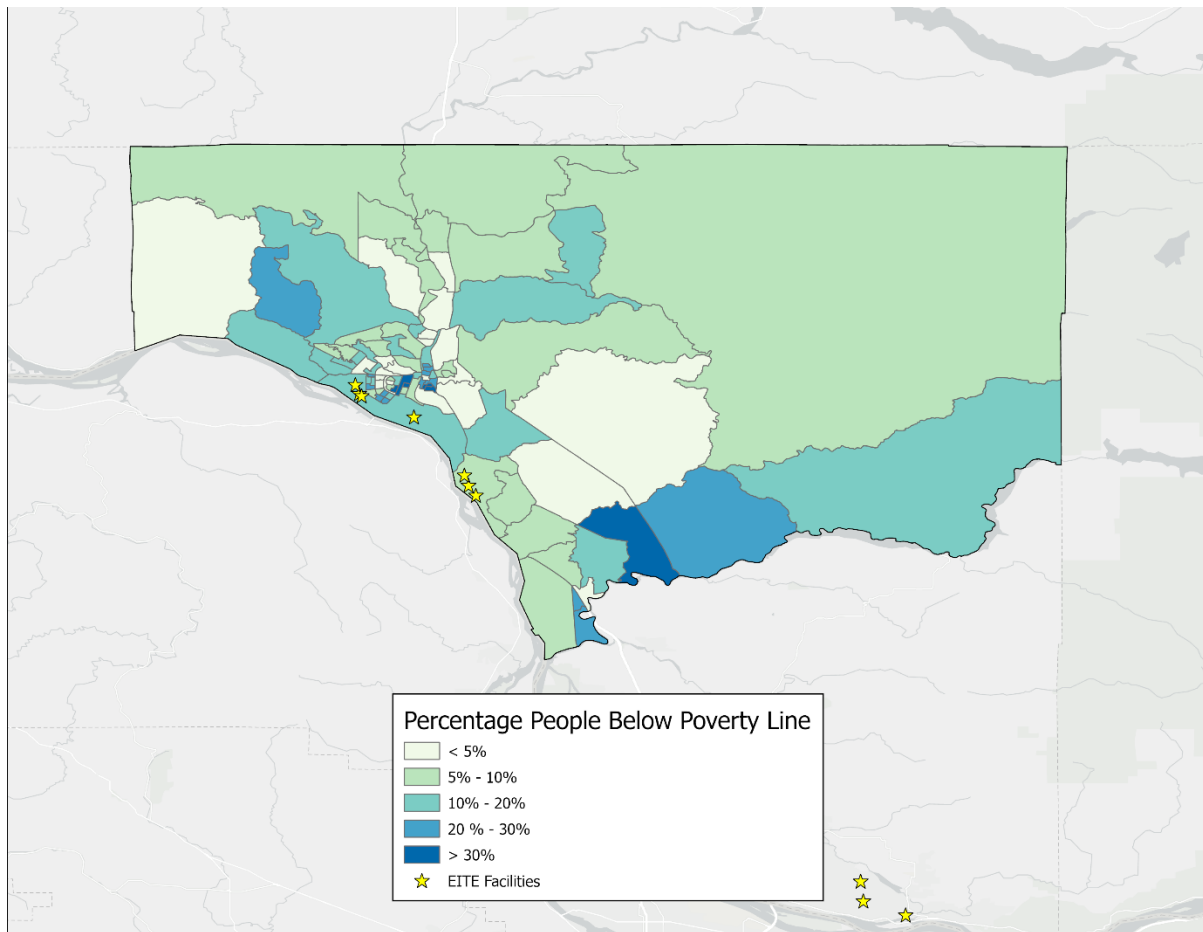 Percentage People Below Poverty Line
< 5%
5% - 10%
10% - 20%
20 % - 30%
> 30%
EITE Facilities